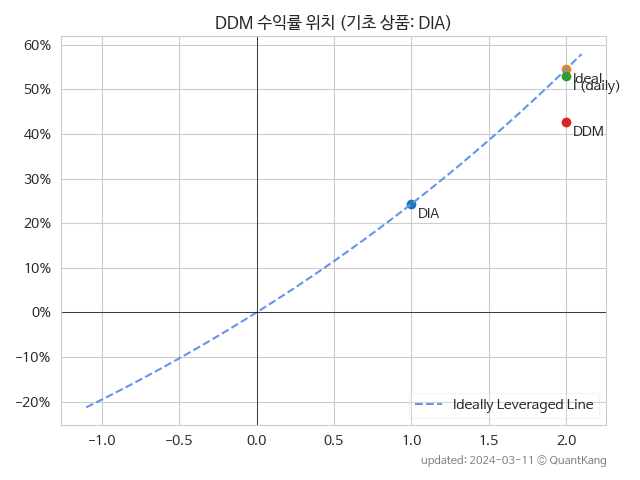 DDM 수익률 위치 (기초 상품: DIA)
60%
50%
40%
30%
20%
10%
0%
−10%
−20%
Ideal
I (daily)
DDM
DIA
Ideally Leveraged Line
−1.0 −0.5 0.0 0.5 1.0 1.5 2.0
updated: 2024-03-11 © QuantKang